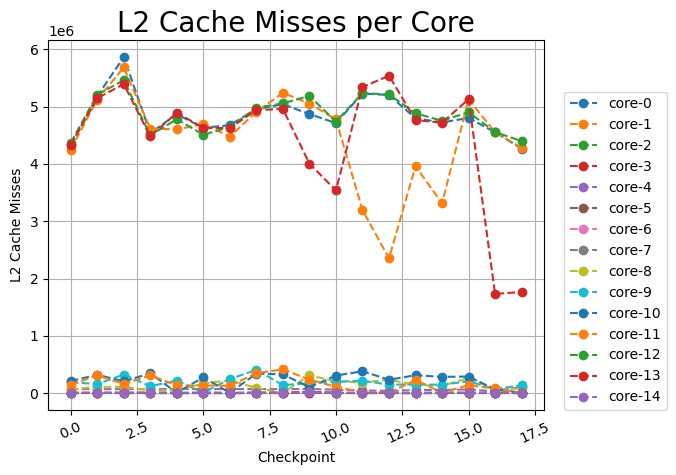 L2 Cache Misses per Core
1e6
6
5
4
3
2
1
0
L2 Cache Misses
0.0 2.5 5.0 7.5 10.0 12.5 15.0 17.5
Checkpoint
core-0
core-1
core-2
core-3
core-4
core-5
core-6
core-7
core-8
core-9
core-10
core-11
core-12
core-13
core-14